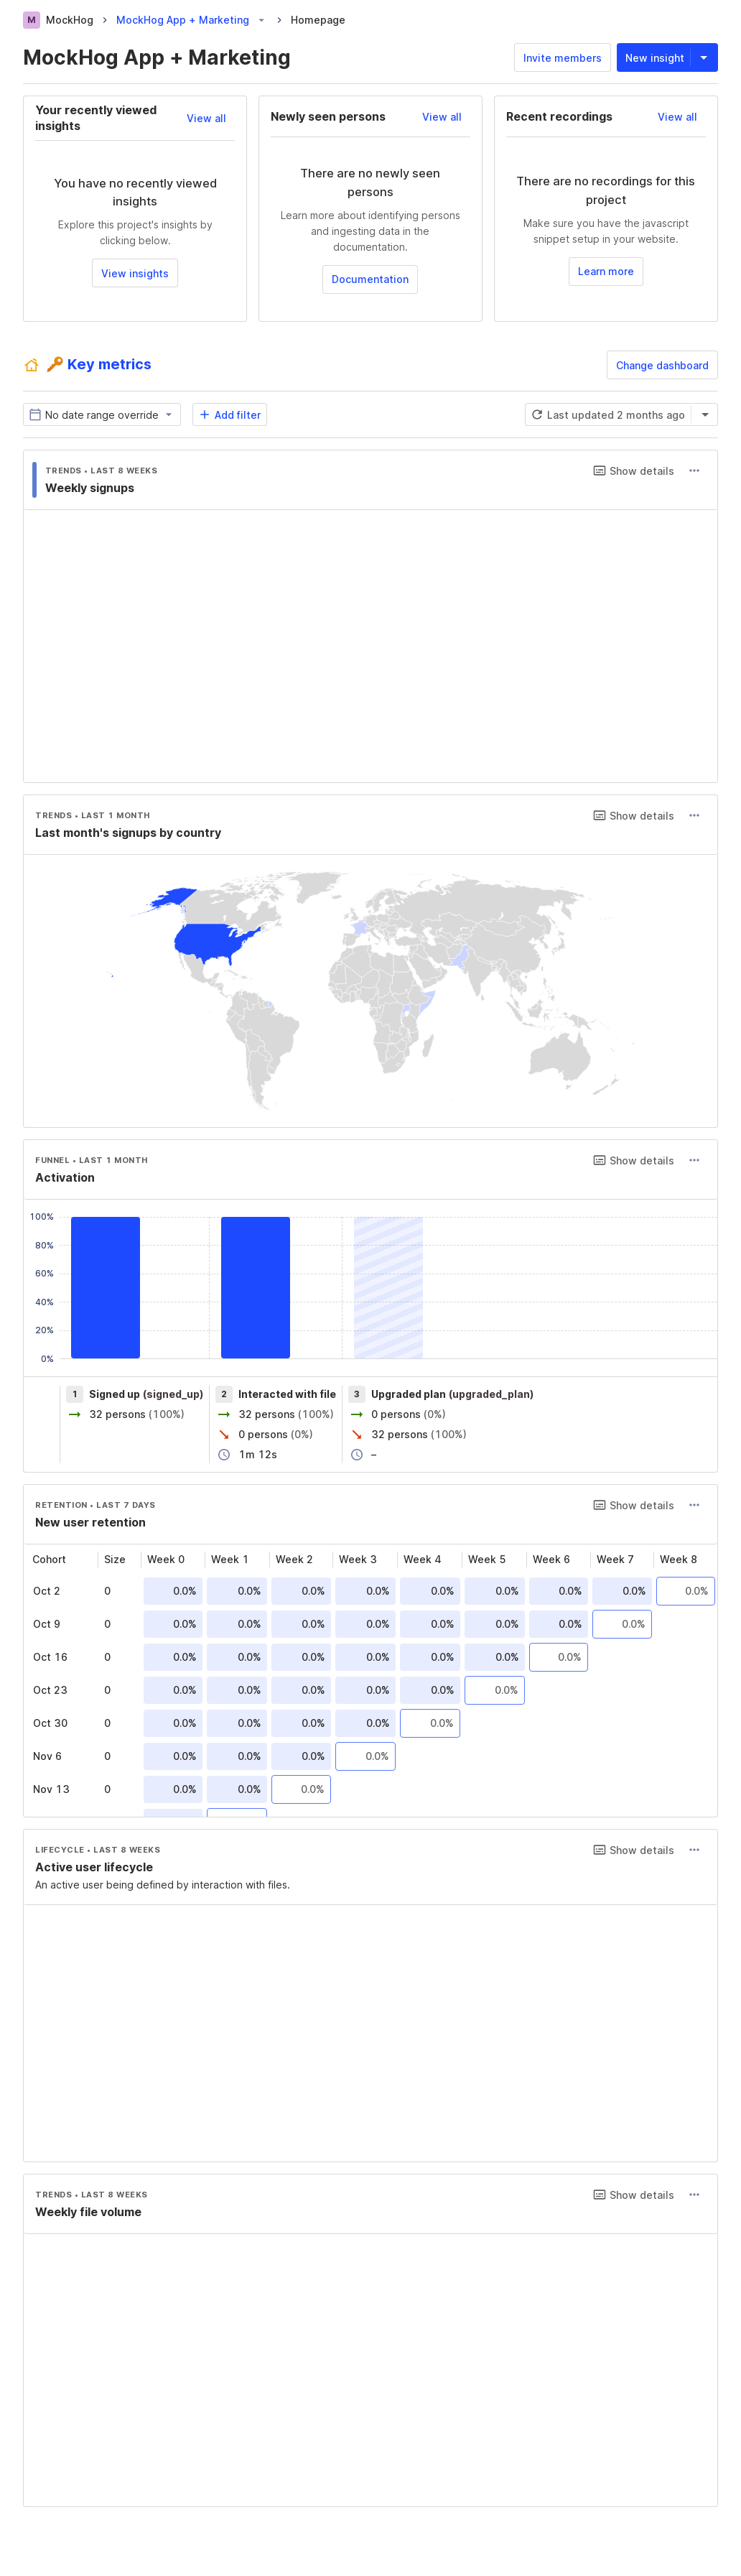 M MockHog MockHog App + Marketing Homepage
MockHog App + Marketing
Invite members
New insight
Your recently viewed
insights
View all
You have no recently viewed
insights
Explore this project's insights by
clicking below.
View insights
Newly seen persons
View all
There are no newly seen
persons
Learn more about identifying persons
and ingesting data in the
documentation.
Documentation
Recent recordings
View all
There are no recordings for this
project
Make sure you have the javascript
snippet setup in your website.
Learn more
Key metrics
Change dashboard
No date range override
Add filter
Last updated 2 months ago
TRENDS • LAST 8 WEEKS
Show details
Weekly signups
TRENDS • LAST 1 MONTH
Show details
Last month's signups by country
FUNNEL • LAST 1 MONTH
Show details
Activation
100%
80%
60%
40%
20%
0%
1 Signed up (signed_up)
32 persons (100%)
2 Interacted with file
32 persons (100%)
0 persons (0%)
1m 12s
3 Upgraded plan (upgraded_plan)
0 persons (0%)
32 persons (100%)
–
RETENTION • LAST 7 DAYS
Show details
New user retention
Cohort Size Week 0 Week 1 Week 2 Week 3 Week 4 Week 5 Week 6 Week 7 Week 8
Oct 2 0 0.0% 0.0% 0.0% 0.0% 0.0% 0.0% 0.0% 0.0% 0.0%
Oct 9 0 0.0% 0.0% 0.0% 0.0% 0.0% 0.0% 0.0% 0.0%
Oct 16 0 0.0% 0.0% 0.0% 0.0% 0.0% 0.0% 0.0%
Oct 23 0 0.0% 0.0% 0.0% 0.0% 0.0% 0.0%
Oct 30 0 0.0% 0.0% 0.0% 0.0% 0.0%
Nov 6 0 0.0% 0.0% 0.0% 0.0%
Nov 13 0 0.0% 0.0% 0.0%
LIFECYCLE • LAST 8 WEEKS
Show details
Active user lifecycle
An active user being defined by interaction with files.
TRENDS • LAST 8 WEEKS
Show details
Weekly file volume